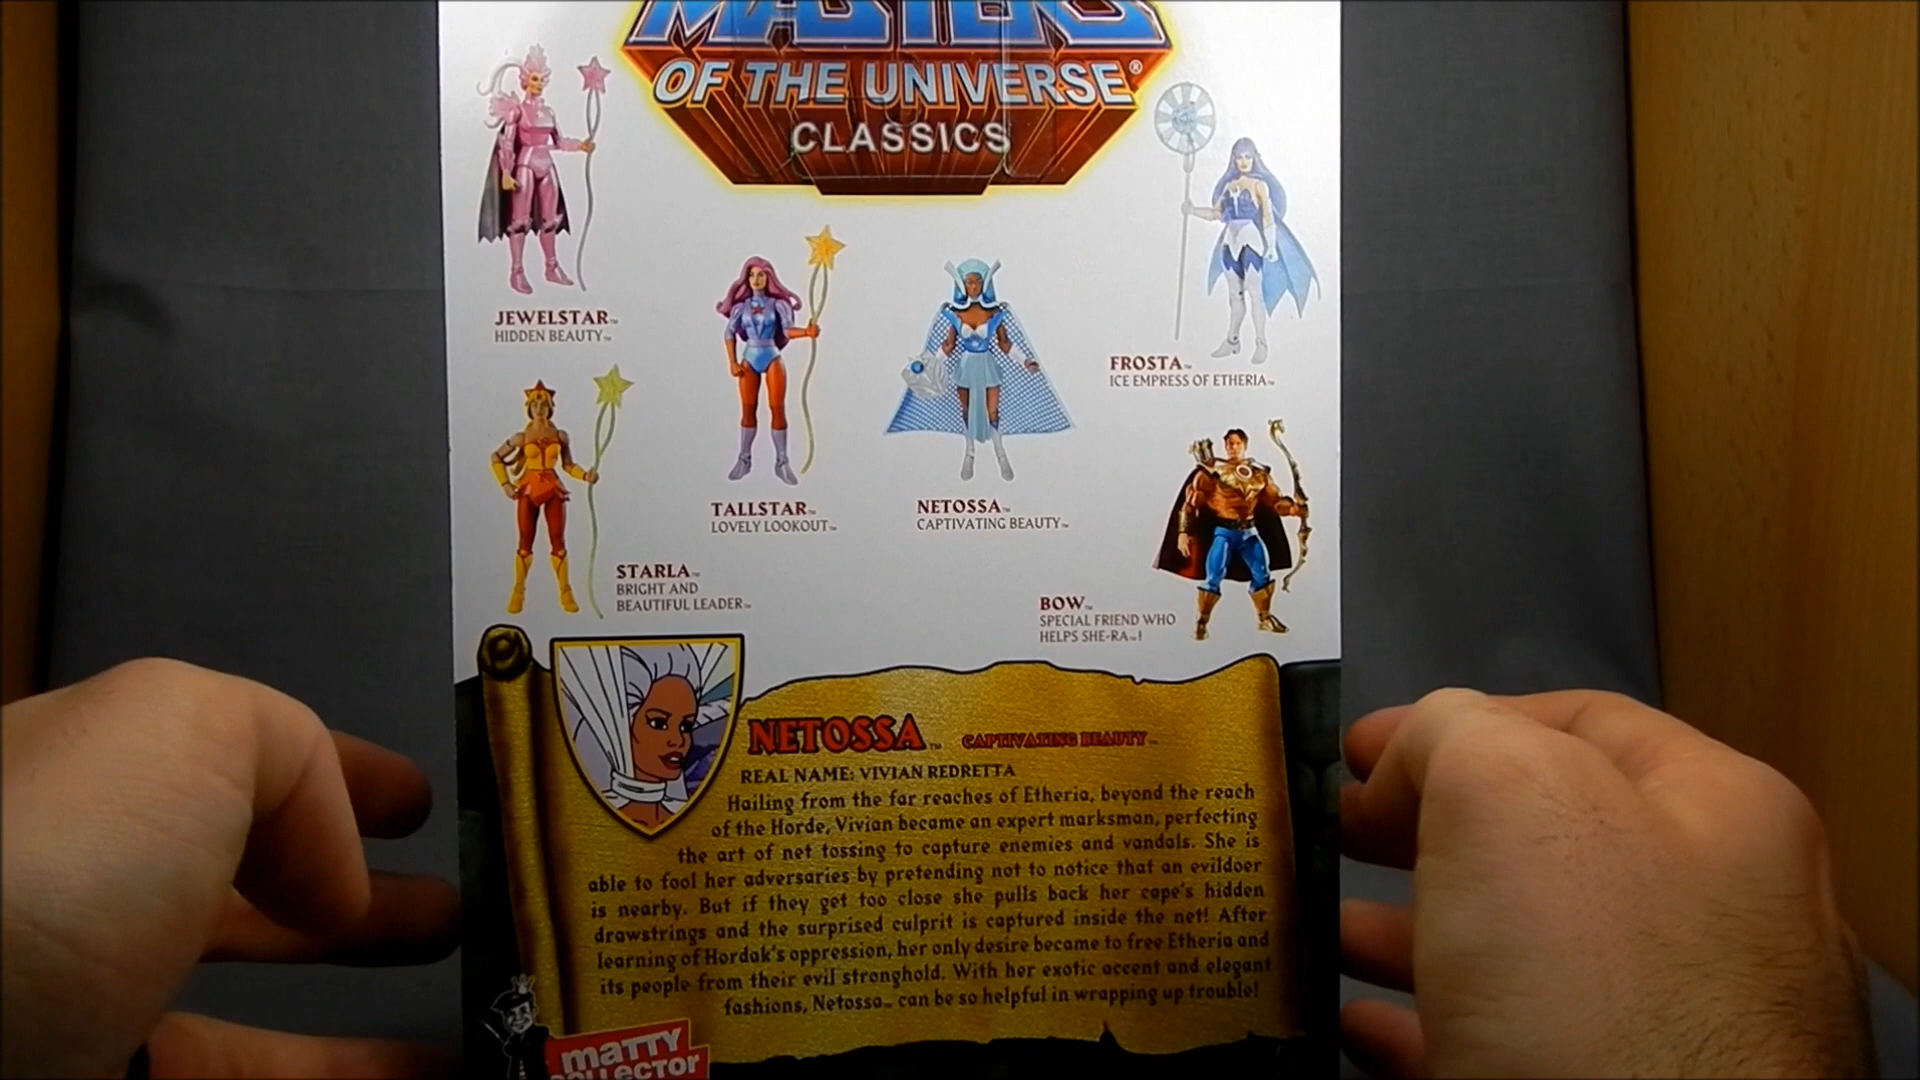 MASTERS
OF THE UNIVERSE®
CLASSICS
JEWELSTAR™
HIDDEN BEAUTY™
FROSTA™
ICE EMPRESS OF ETHERIA™
TALLSTAR™
LOVELY LOOKOUT™
NETOSSA™
CAPTIVATING BEAUTY™
STARLA™
BRIGHT AND
BEAUTIFUL LEADER™
BOW™
SPECIAL FRIEND WHO
HELPS SHE-RA™!
NETOSSA™ CAPTIVATING BEAUTY™
REAL NAME: VIVIAN REDRETTA
Hailing from the far reaches of Etheria, beyond the reach
of the Horde, Vivian became an expert marksman, perfecting
the art of net tossing to capture enemies and vandals. She is
able to fool her adversaries by pretending not to notice that an evildoer
is nearby. But if they get too close she pulls back her cape's hidden
drawstrings and the surprised culprit is captured inside the net! After
learning of Hordak's oppression, her only desire became to free Etheria and
its people from their evil stronghold. With her exotic accent and elegant
fashions, Netossa™ can be so helpful in wrapping up trouble!
maTTY
COLLECTOR